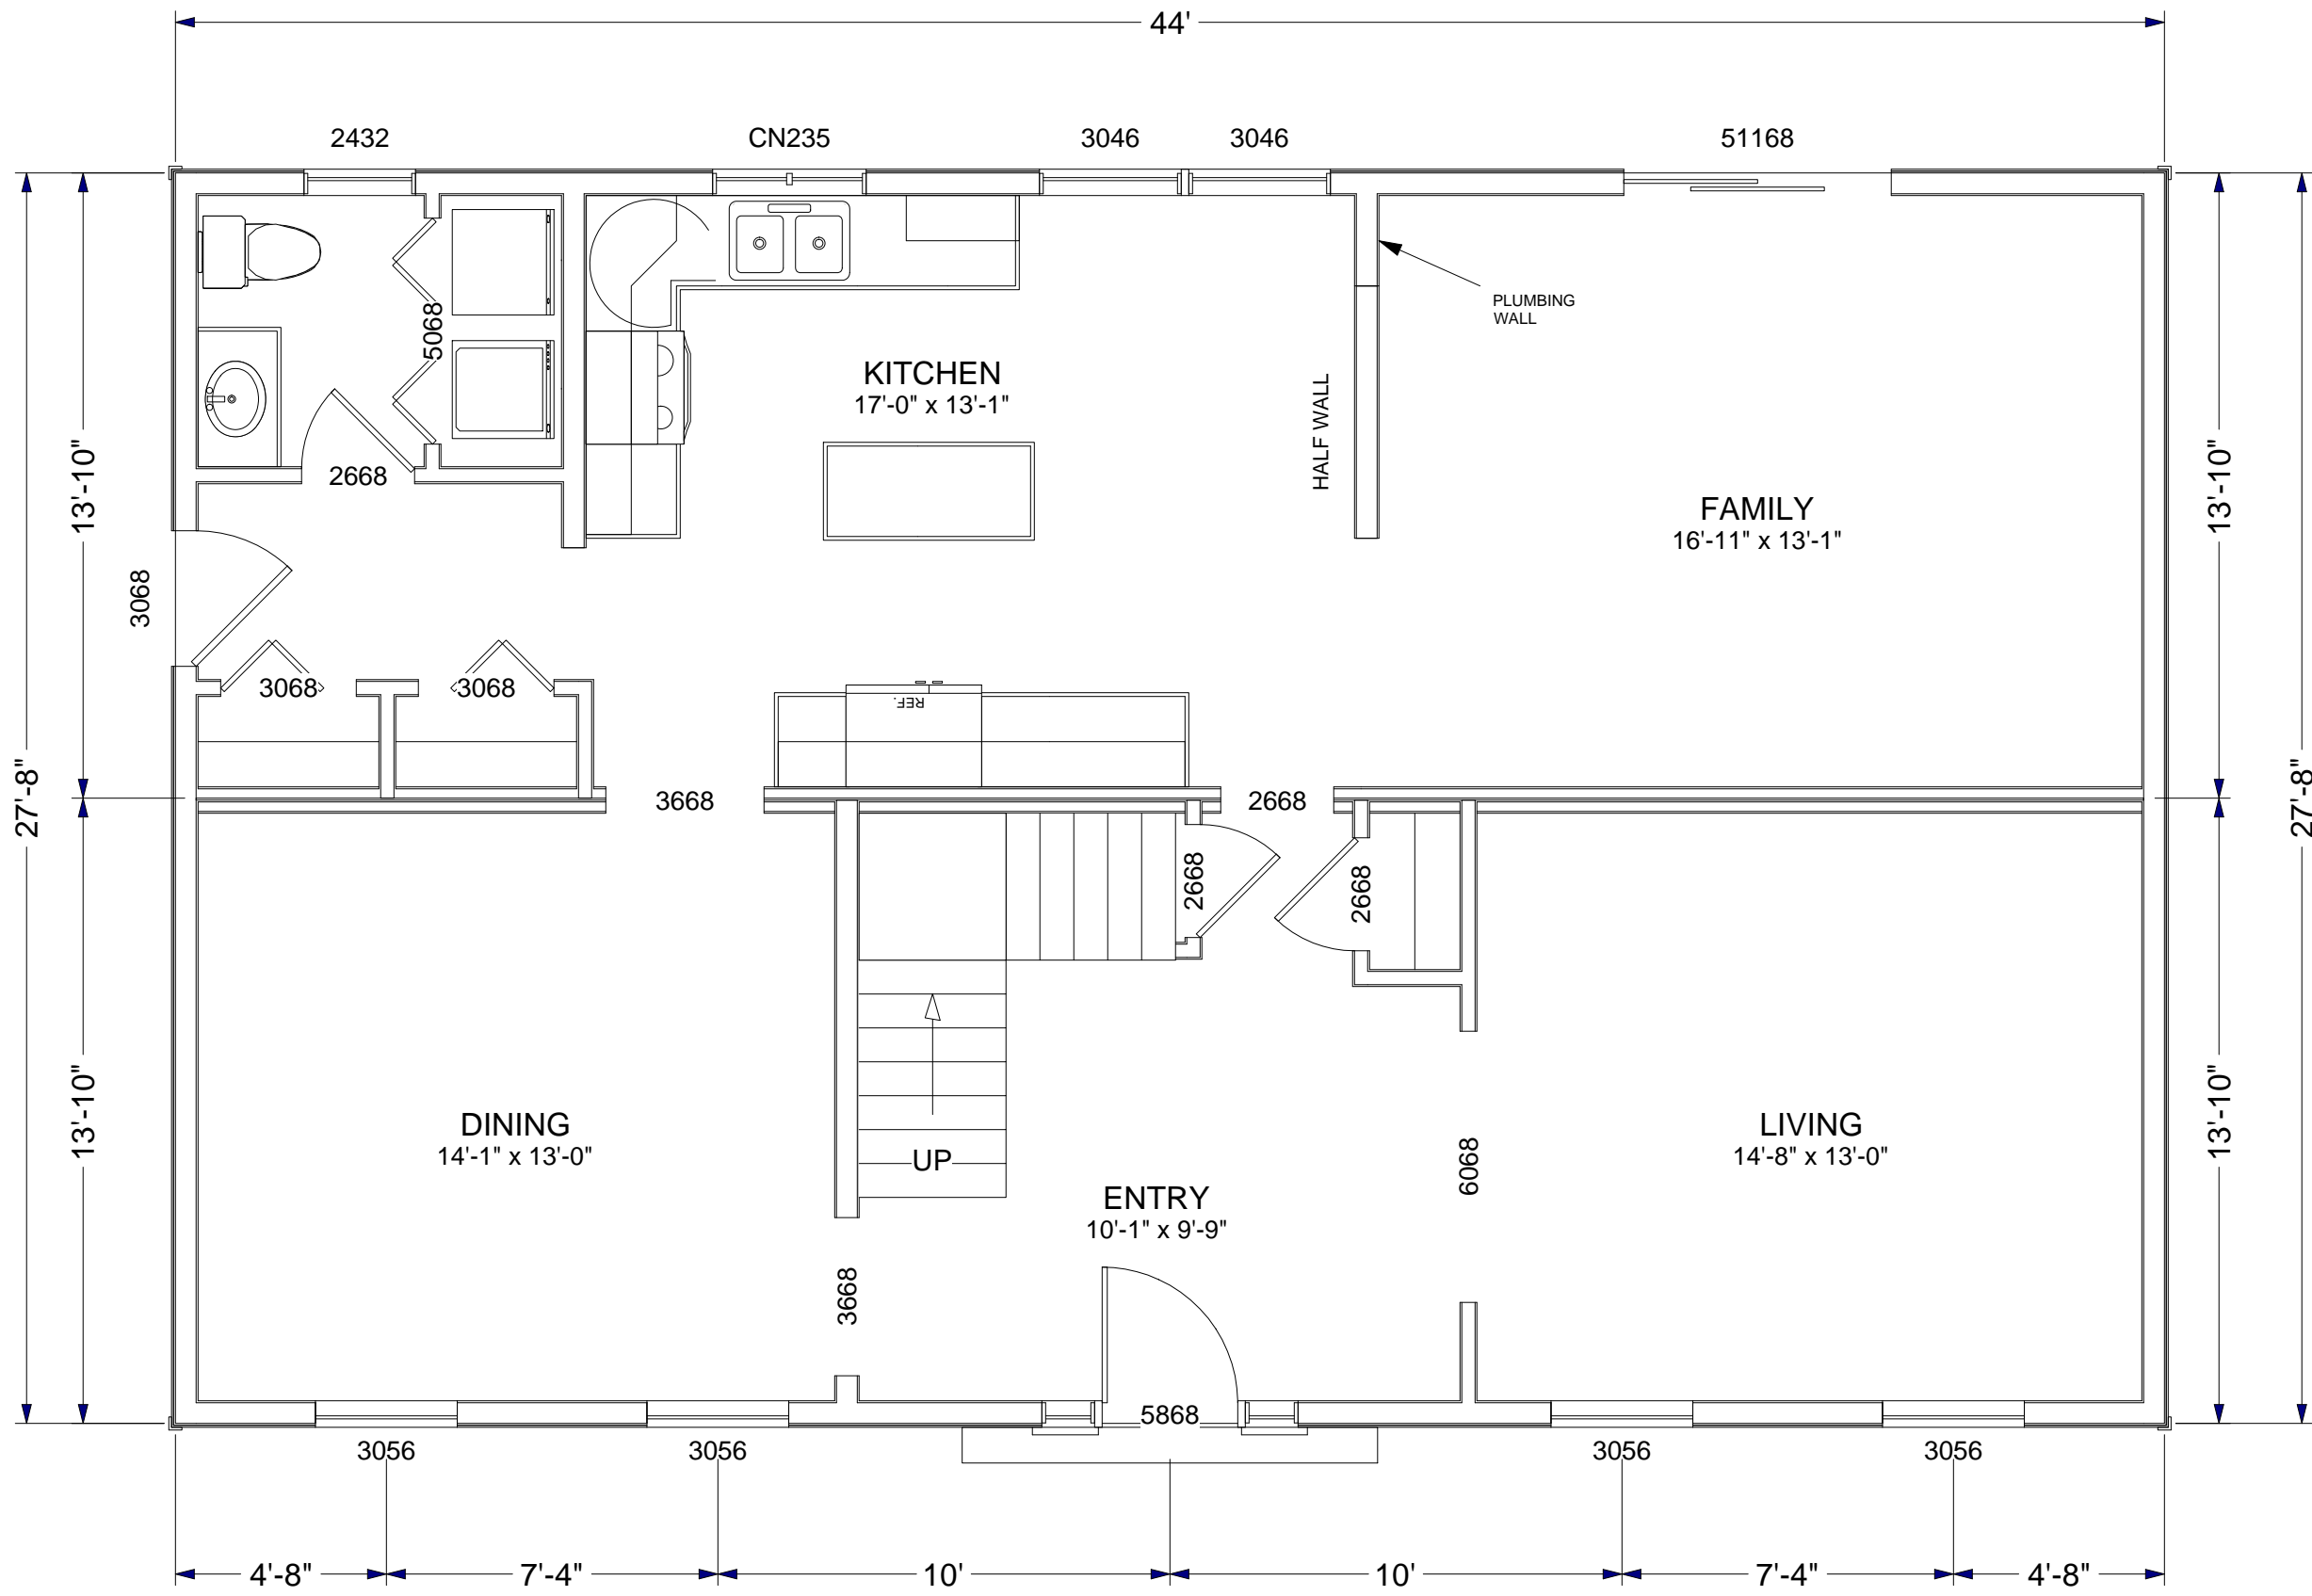 44'
2432
CN235
3046
3046
51168
PLUMBING
WALL
5068
KITCHEN
17'-0" x 13'-1"
HALF WALL
13'-10"
13'-10"
2668
FAMILY
16'-11" x 13'-1"
3068
3068
3068
REF.
27'-8"
27'-8"
3668
2668
2668
2668
13'-10"
13'-10"
DINING
14'-1" x 13'-0"
UP
LIVING
14'-8" x 13'-0"
6068
ENTRY
10'-1" x 9'-9"
3668
5868
3056
3056
3056
3056
4'-8"
7'-4"
10'
10'
7'-4"
4'-8"